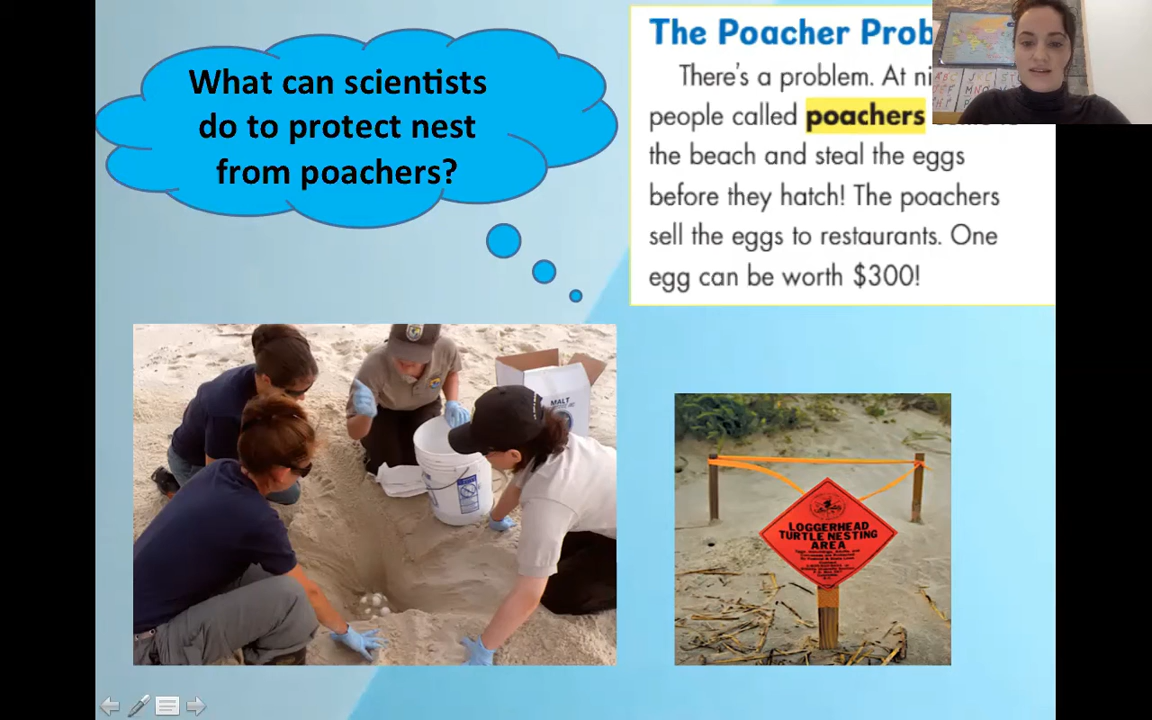 What can scientists
do to protect nest
from poachers?
The Poacher Prob
There's a problem. At ni
people called poachers
the beach and steal the eggs
before they hatch! The poachers
sell the eggs to restaurants. One
egg can be worth $300!
MALT
LOGGERHEAD
TURTLE NESTING
AREA